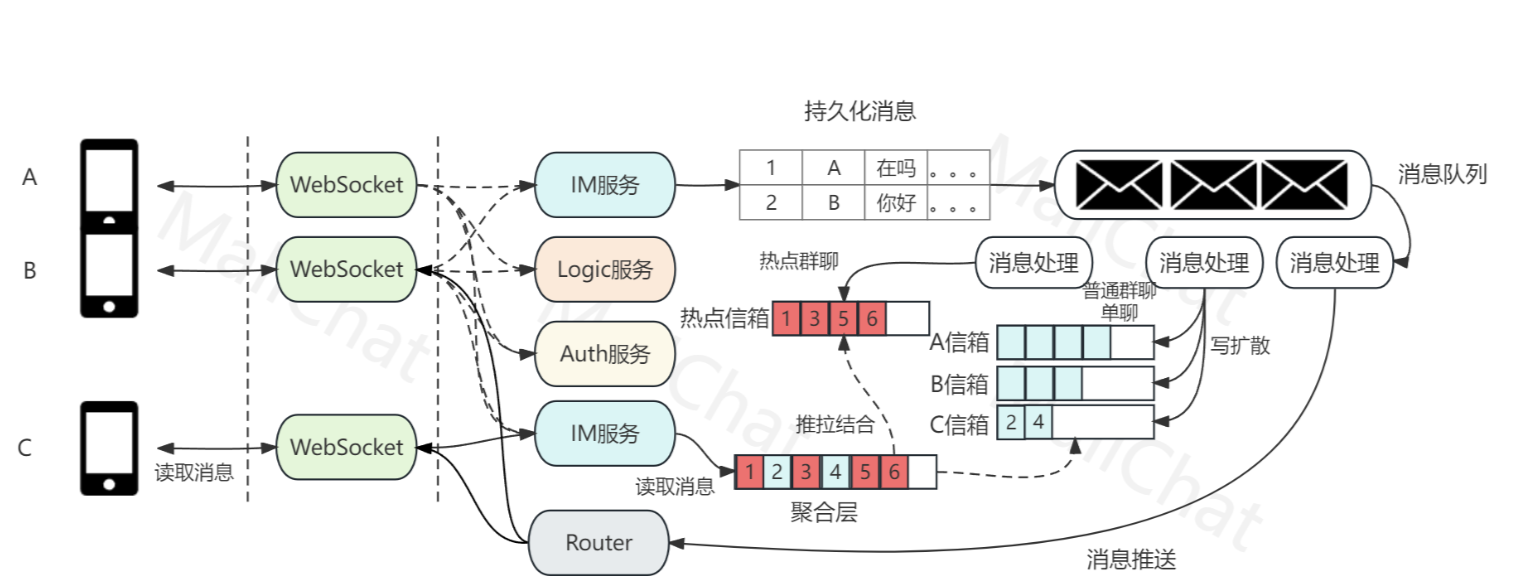 持久化消息
A
WebSocket
IM服务
1 A 在吗 。。。
2 B 你好 。。。
消息队列
B
WebSocket
Logic服务
热点群聊
消息处理
消息处理
消息处理
普通群聊
单聊
热点信箱
1 3 5 6
A信箱
写扩散
Auth服务
B信箱
推拉结合
C信箱
2 4
C
WebSocket
IM服务
读取消息
读取消息
1 2 3 4 5 6
聚合层
Router
消息推送
MallChat
MallChat
MallChat
MallChat